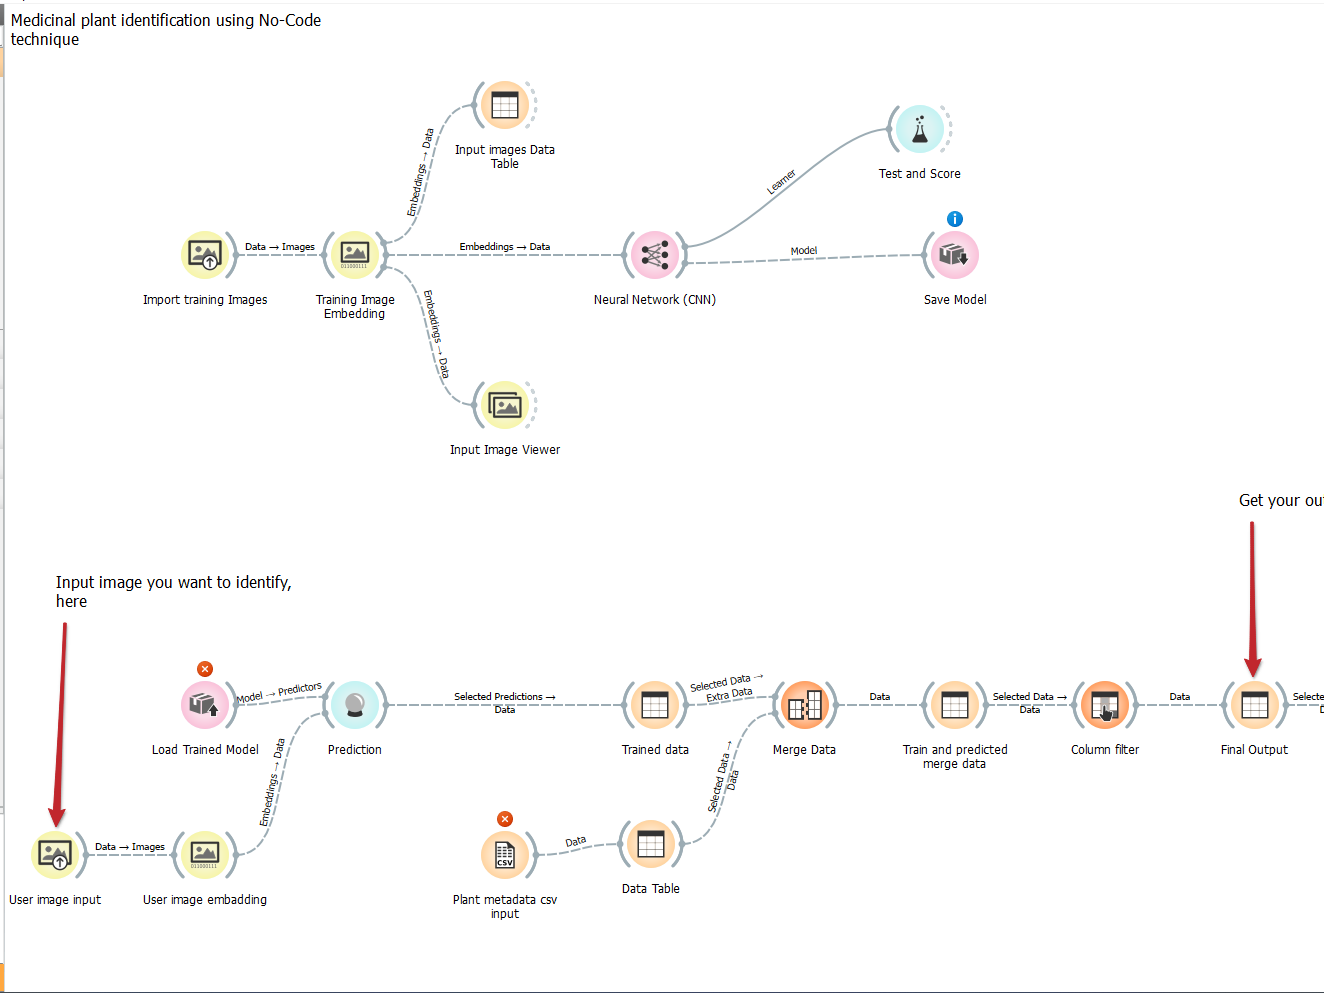 Medicinal plant identification using No-Code
technique
Embeddings → Data
Input images Data
Table
Learner
Test and Score
Data → Images
Embeddings → Data
Model
Import training Images
Training Image
Embedding
Neural Network (CNN)
Save Model
Embeddings → Data
Input Image Viewer
Get your
Input image you want to identify,
here
Model → Predictors
Selected Predictions →
Data
Selected Data →
Extra Data
Data
Selected Data →
Data
Data
Load Trained Model
Prediction
Trained data
Merge Data
Train and predicted
merge data
Column filter
Final Output
Embeddings → Data
Selected Data →
Data
Data → Images
Data
CSV
User image input
User image embadding
Plant metadata csv
input
Data Table